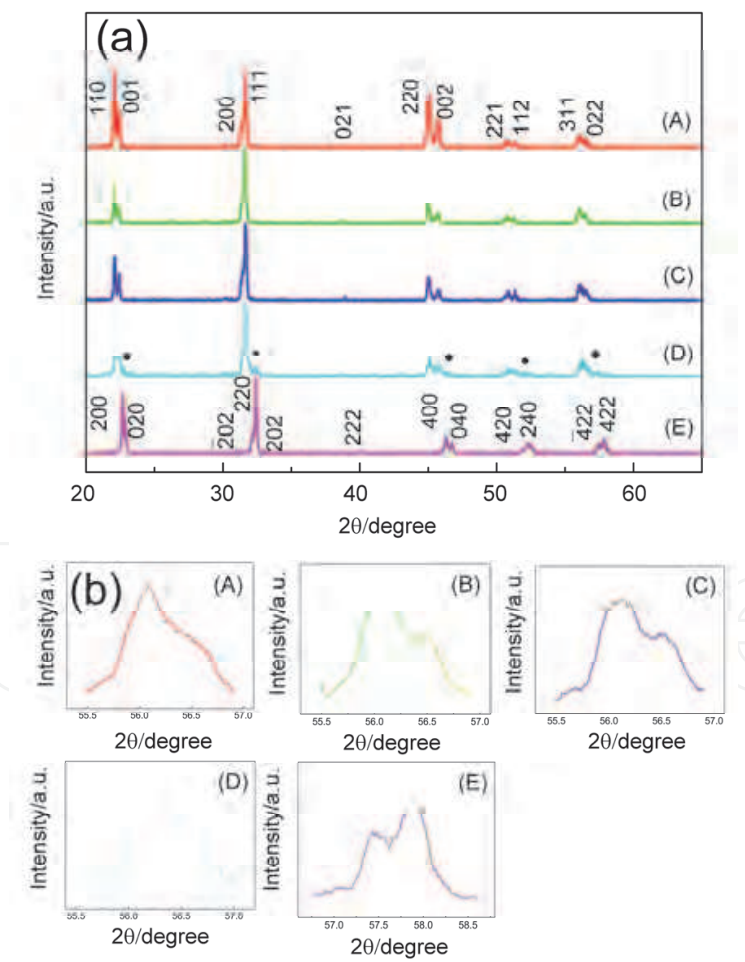 (a)
110 001 200 111 021 220 002 221 112 311 022 (A)
(B)
(C)
(D)
200 020 202 220 202 222 400 040 420 240 4̅22 422 (E)
Intensity/a.u.
20 30 40 50 60
2θ/degree
(b)
(A)
Intensity/a.u.
55.5 56.0 56.5 57.0
2θ/degree
(B)
Intensity/a.u.
55.5 56.0 56.5 57.0
2θ/degree
(C)
Intensity/a.u.
55.5 56.0 56.5 57.0
2θ/degree
(D)
Intensity/a.u.
55.5 56.0 56.5 57.0
2θ/degree
(E)
Intensity/a.u.
57.0 57.5 58.0 58.5
2θ/degree